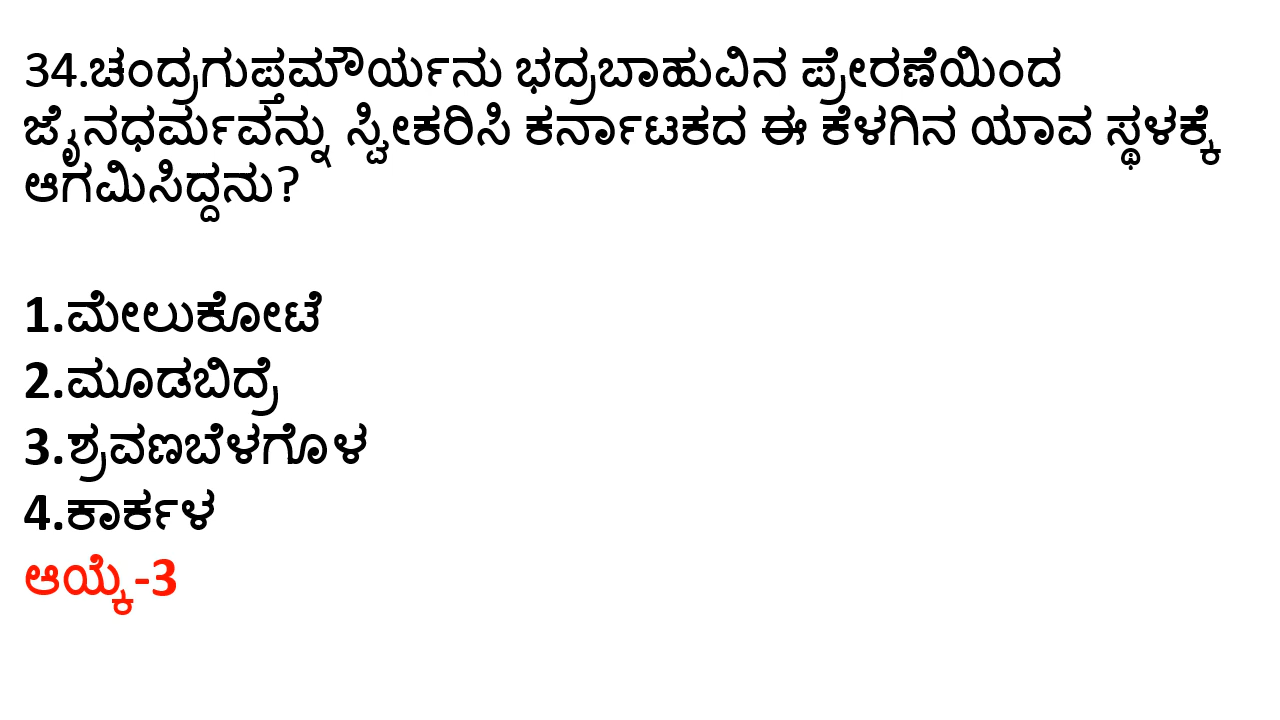 34.ಚಂದ್ರಗುಪ್ತಮೌರ್ಯನು ಭದ್ರಬಾಹುವಿನ ಪ್ರೇರಣೆಯಿಂದ
ಜೈನಧರ್ಮವನ್ನು ಸ್ವೀಕರಿಸಿ ಕರ್ನಾಟಕದ ಈ ಕೆಳಗಿನ ಯಾವ ಸ್ಥಳಕ್ಕೆ
ಆಗಮಿಸಿದ್ದನು?
1.ಮೇಲುಕೋಟೆ
2.ಮೂಡಬಿದ್ರೆ
3.ಶ್ರವಣಬೆಳಗೊಳ
4.ಕಾರ್ಕಳ
ಆಯ್ಕೆ-3